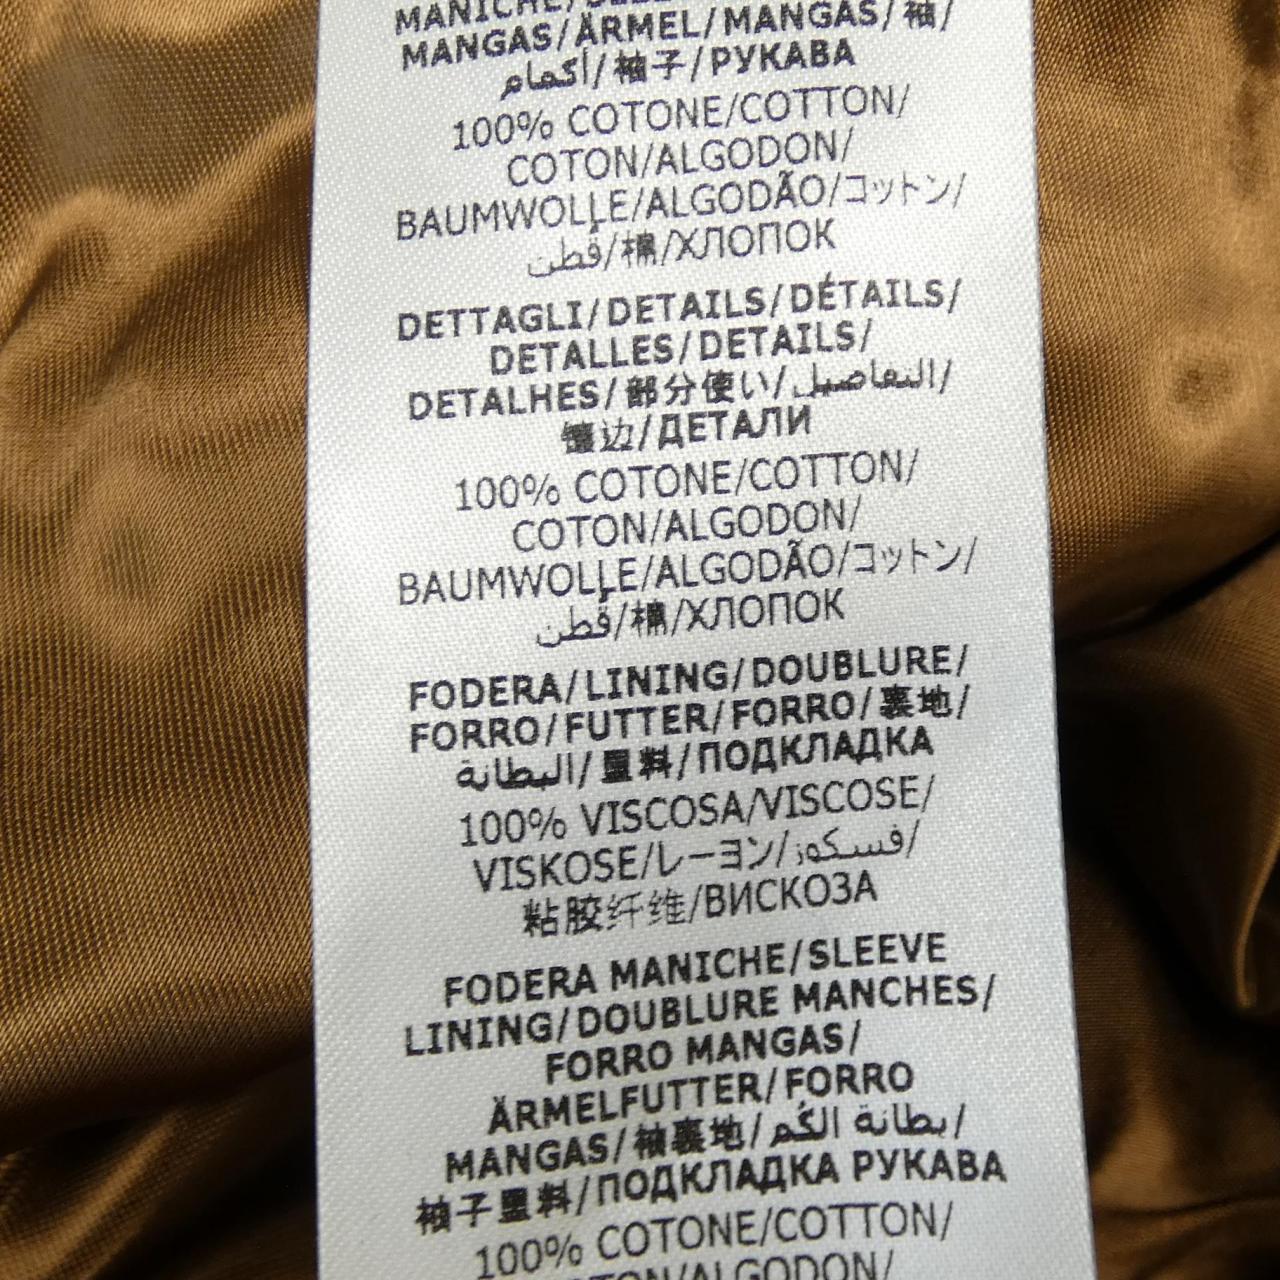 MANICHE/
MANGAS/ÄRMEL/MANGAS/袖/
أكمام/袖子/РУКАВА
100% COTONE/COTTON/
COTON/ALGODON/
BAUMWOLLE/ALGODÃO/コットン/
قطن/棉/ХЛОПОК
DETTAGLI/DETAILS/DÉTAILS/
DETALLES/DETAILS/
DETALHES/部分使い/التفاصيل/
镶边/ДЕТАЛИ
100% COTONE/COTTON/
COTON/ALGODON/
BAUMWOLLE/ALGODÃO/コットン/
قطن/棉/ХЛОПОК
FODERA/LINING/DOUBLURE/
FORRO/FUTTER/FORRO/裏地/
البطانة/里料/ПОДКЛАДКА
100% VISCOSA/VISCOSE/
VISKOSE/レーヨン/فسكوز/
粘胶纤维/ВИСКОЗА
FODERA MANICHE/SLEEVE
LINING/DOUBLURE MANCHES/
FORRO MANGAS/
ÄRMELFUTTER/FORRO
MANGAS/袖裏地/بطانة الكُم/
袖子里料/ПОДКЛАДКА РУКАВА
100% COTONE/COTTON/
COTON/ALGODON/